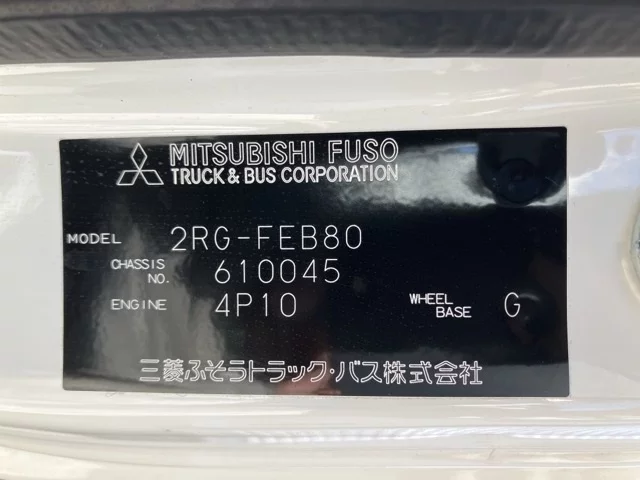 MITSUBISHI FUSO
TRUCK & BUS CORPORATION
MODEL 2RG-FEB80
CHASSIS NO. 610045
ENGINE 4P10 WHEEL BASE G
三菱ふそうトラック・バス株式会社